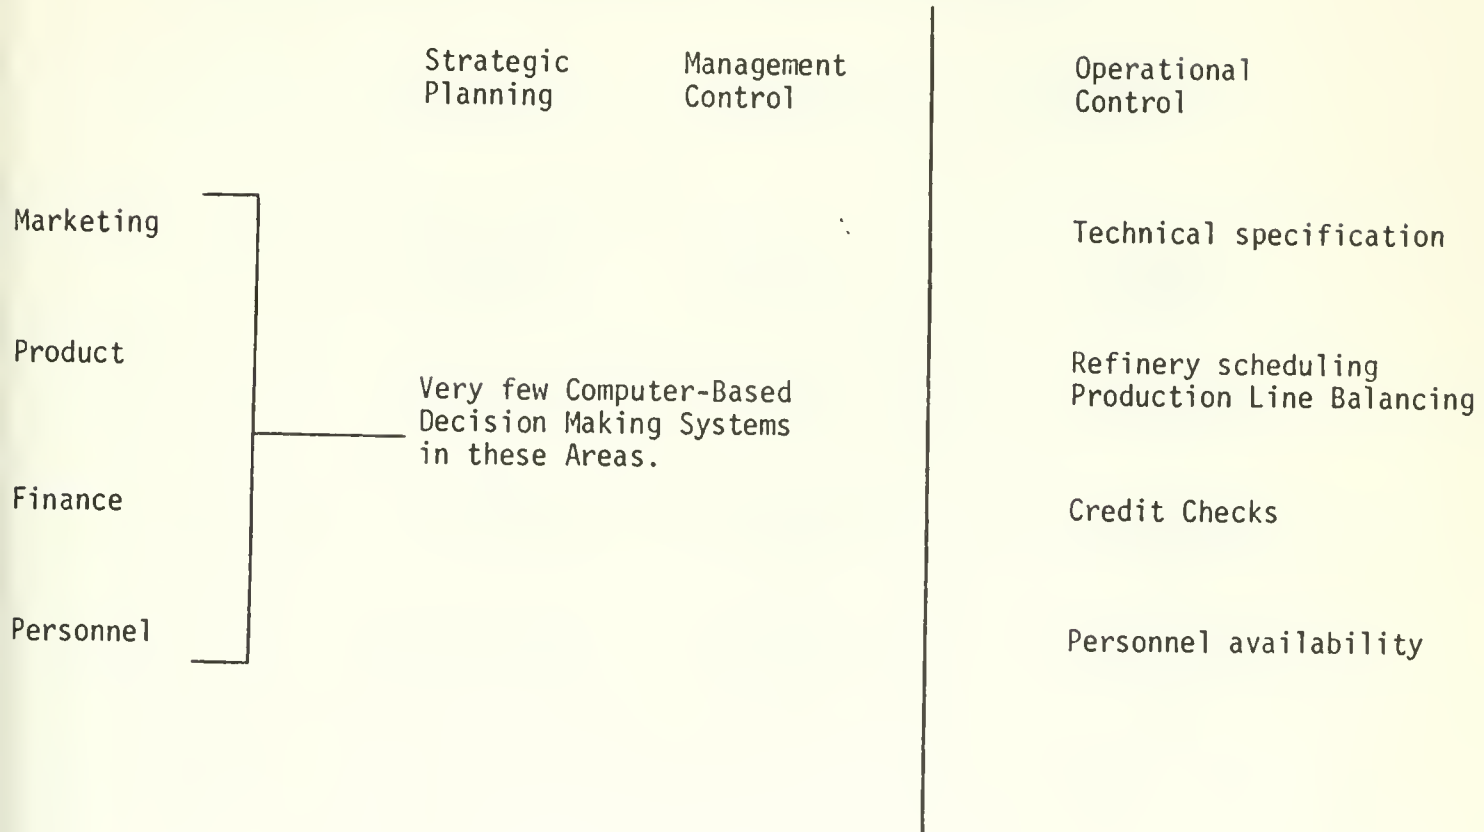 Strategic Planning
Management Control
Operational Control
Marketing
Technical specification
Product
Refinery scheduling
Production Line Balancing
Very few Computer-Based
Decision Making Systems
in these Areas.
Finance
Credit Checks
Personnel
Personnel availability